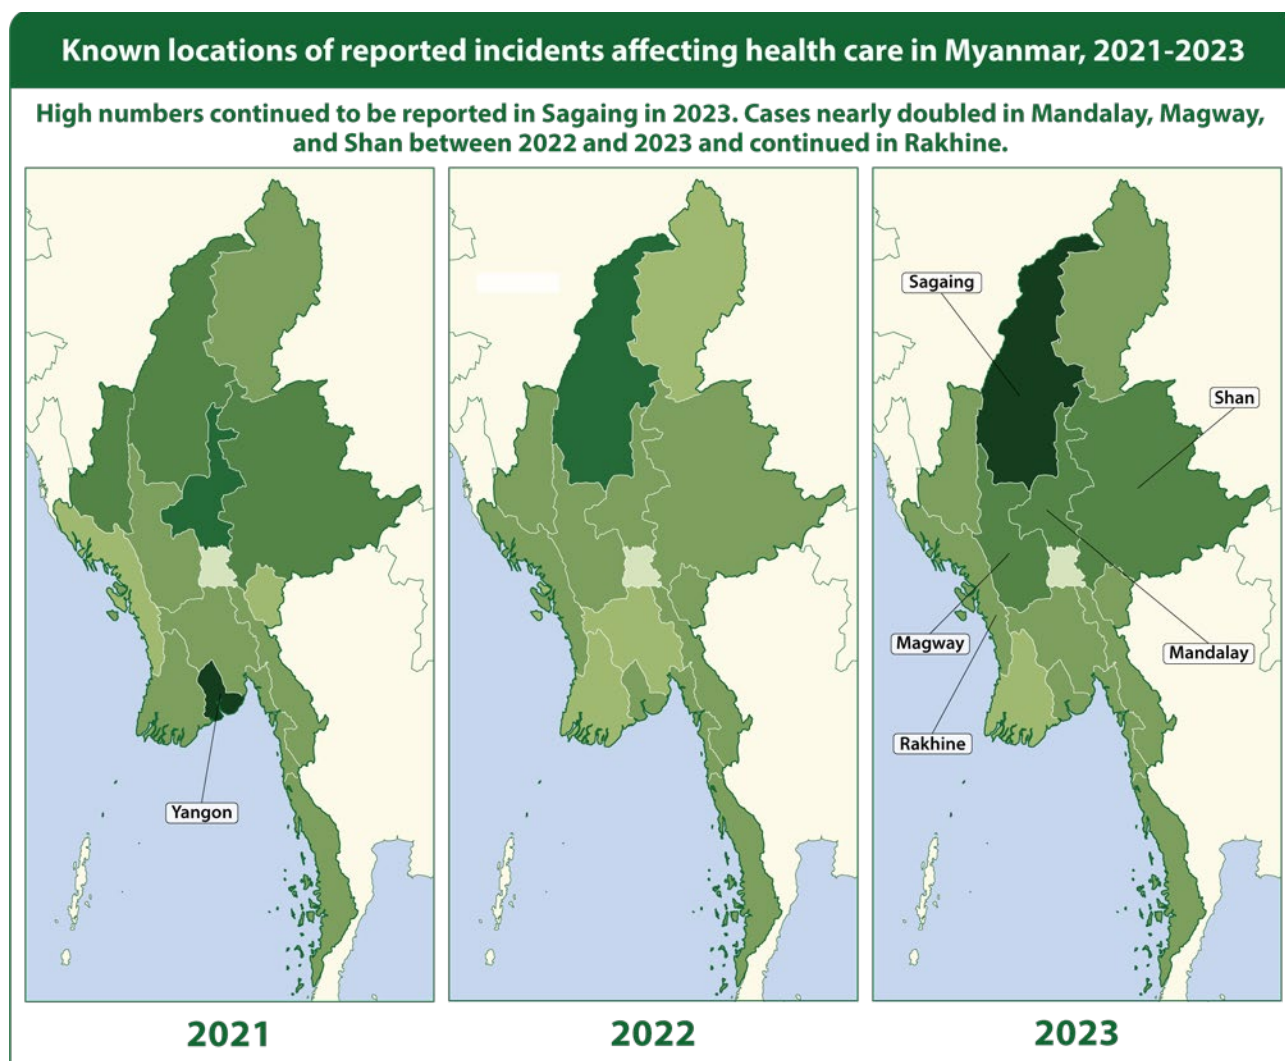 Known locations of reported incidents affecting health care in Myanmar, 2021-2023
High numbers continued to be reported in Sagaing in 2023. Cases nearly doubled in Mandalay, Magway,
and Shan between 2022 and 2023 and continued in Rakhine.
Sagaing
Shan
Magway
Mandalay
Rakhine
Yangon
2021
2022
2023